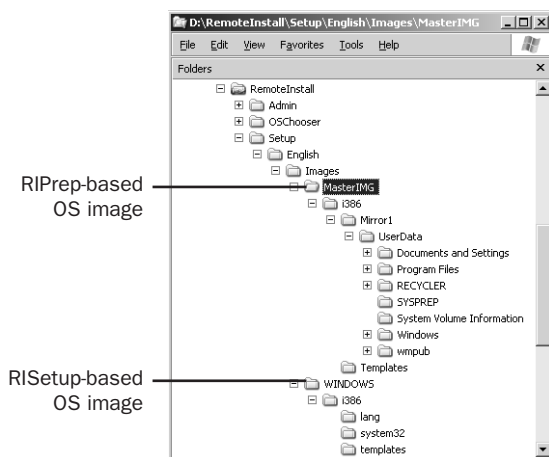 D:\RemoteInstall\Setup\English\Images\MasterIMG
File Edit View Favorites Tools Help
Folders
RemoteInstall
Admin
OSChooser
Setup
English
Images
RIPrep-based
OS image
MasterIMG
i386
Mirror1
UserData
Documents and Settings
Program Files
RECYCLER
SYSPREP
System Volume Information
Windows
wmpub
Templates
RISetup-based
OS image
WINDOWS
i386
lang
system32
templates